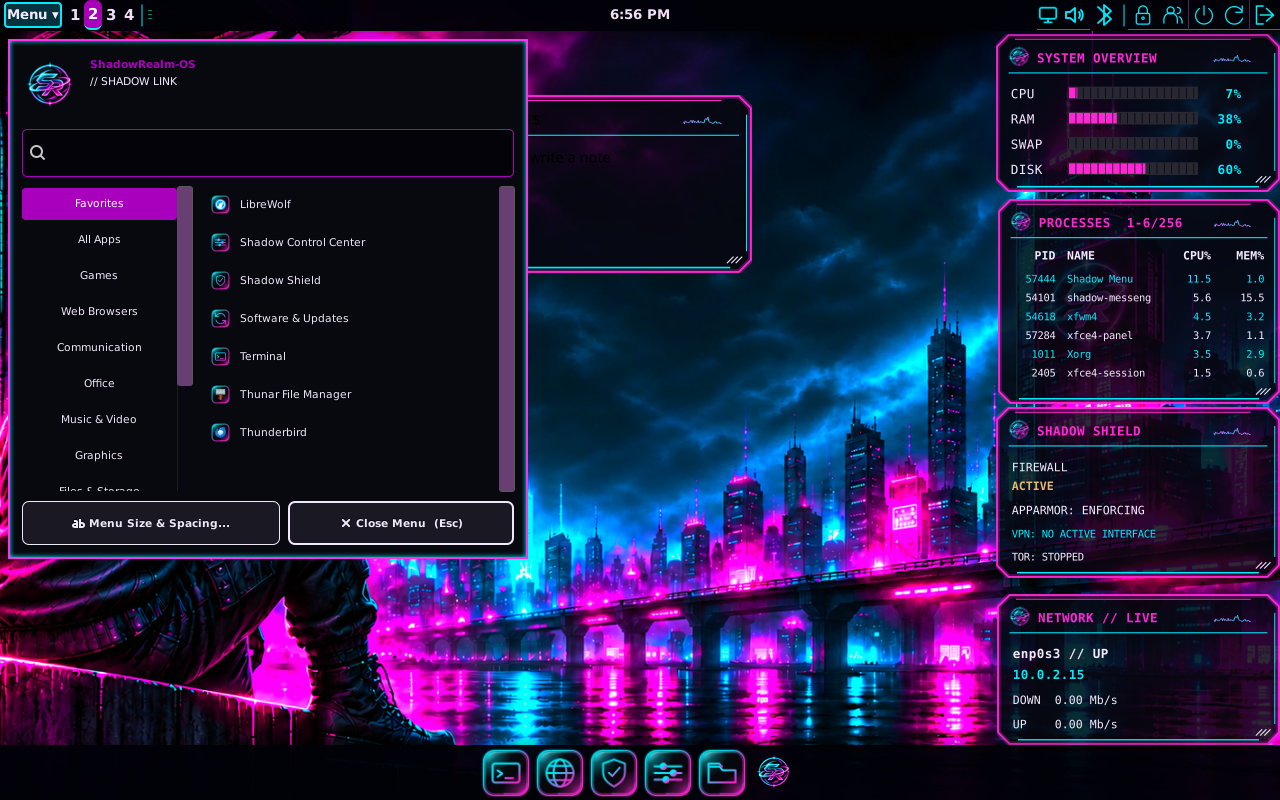 Menu ▾ 1 2 3 4
6:56 PM
ShadowRealm-OS
// SHADOW LINK
Favorites
All Apps
Games
Web Browsers
Communication
Office
Music & Video
Graphics
Files & Storage
LibreWolf
Shadow Control Center
Shadow Shield
Software & Updates
Terminal
Thunar File Manager
Thunderbird
ab Menu Size & Spacing...
✕ Close Menu (Esc)
write a note
SYSTEM OVERVIEW
CPU 7%
RAM 38%
SWAP 0%
DISK 60%
PROCESSES 1-6/256
PID NAME CPU% MEM%
57444 Shadow Menu 11.5 1.0
54101 shadow-messeng 5.6 15.5
54618 xfwm4 4.5 3.2
57284 xfce4-panel 3.7 1.1
1011 Xorg 3.5 2.9
2405 xfce4-session 1.5 0.6
SHADOW SHIELD
FIREWALL
ACTIVE
APPARMOR: ENFORCING
VPN: NO ACTIVE INTERFACE
TOR: STOPPED
NETWORK // LIVE
enp0s3 // UP
10.0.2.15
DOWN 0.00 Mb/s
UP 0.00 Mb/s